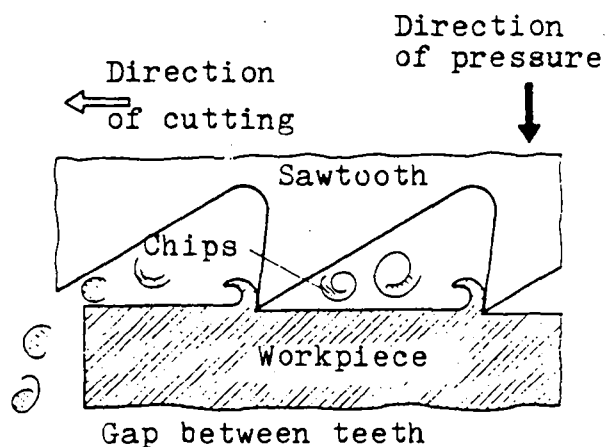 Direction
of pressure
Direction
of cutting
Sawtooth
Chips
Workpiece
Gap between teeth